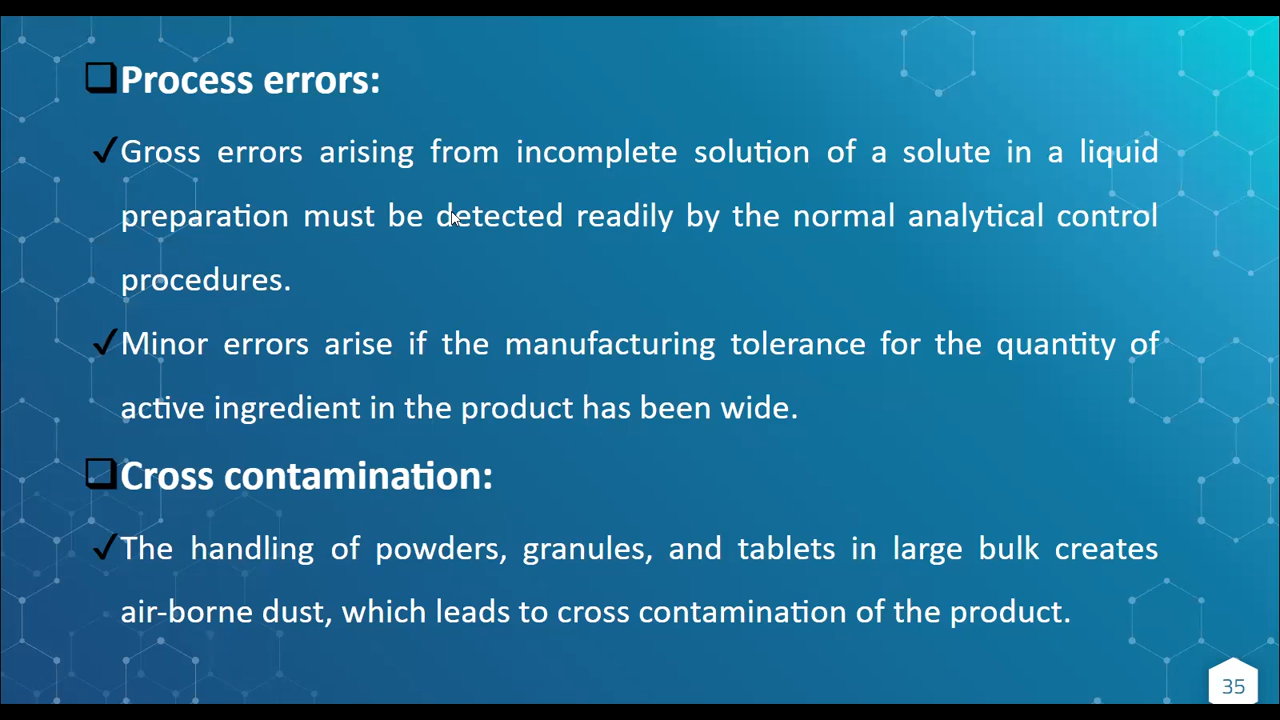 Process errors:
Gross errors arising from incomplete solution of a solute in a liquid
preparation must be detected readily by the normal analytical control
procedures.
Minor errors arise if the manufacturing tolerance for the quantity of
active ingredient in the product has been wide.
Cross contamination:
The handling of powders, granules, and tablets in large bulk creates
air-borne dust, which leads to cross contamination of the product.
35